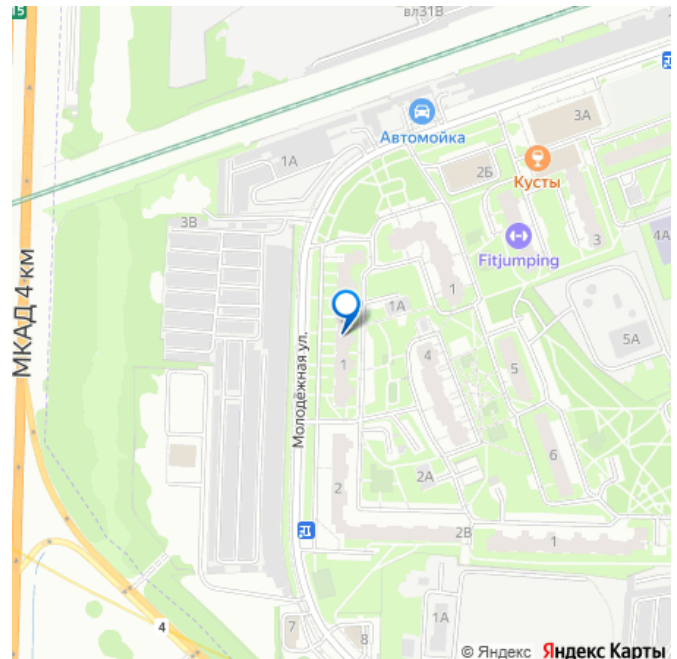 15
вл31В
3А
Автомойка
1А
2Б
Кусты
3В
Fitjumping
3
4А
МКАД 4 км
1
1А
5А
Молодёжная ул.
4
1
5
6
2А
2
2В
1
4
1А
7
8
© Яндекс Яндекс Карты